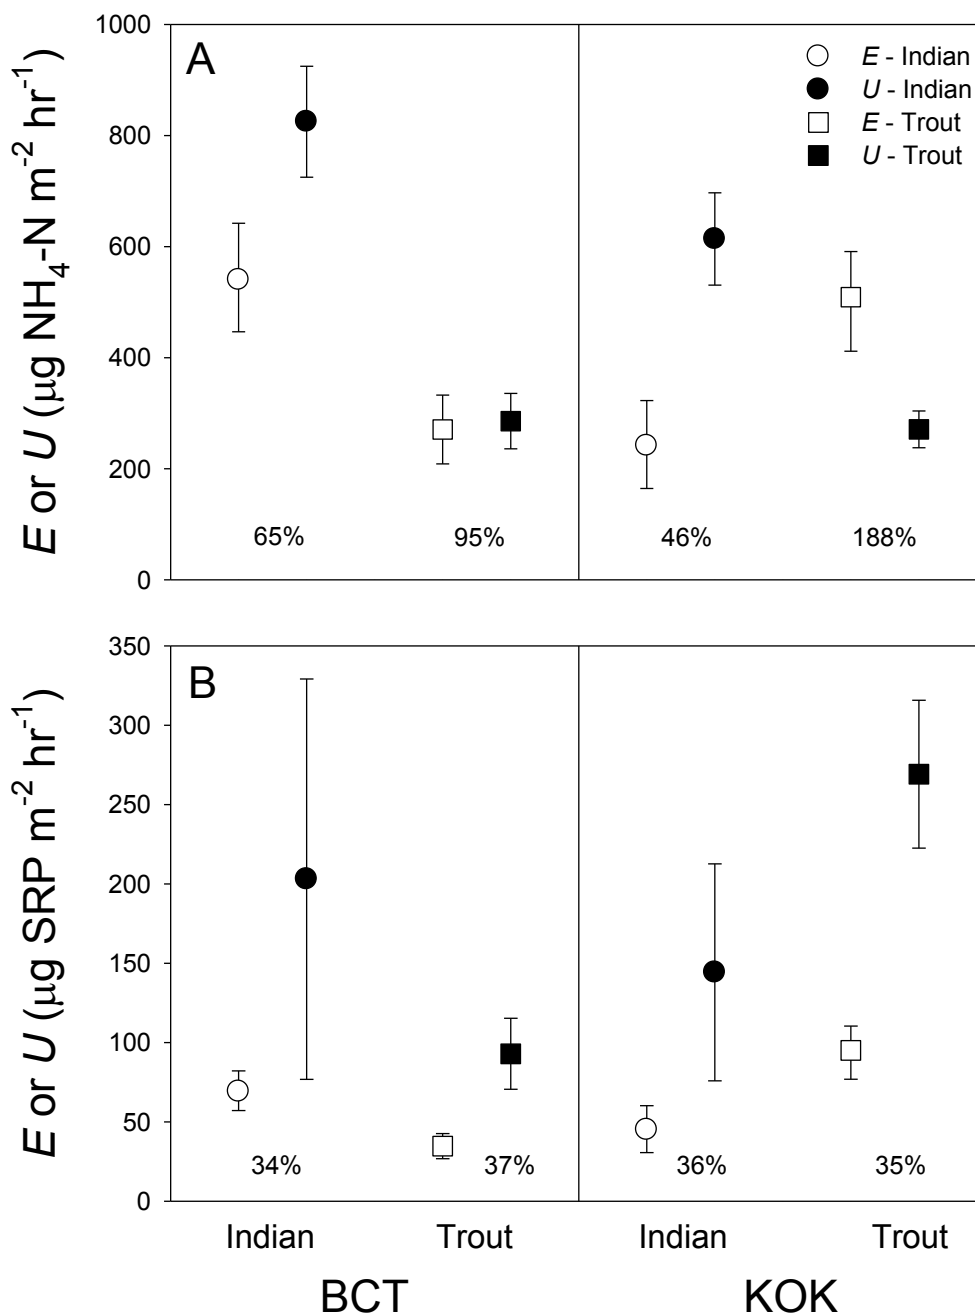 A
E - Indian
U - Indian
E - Trout
U - Trout
E or U (μg NH₄-N m⁻² hr⁻¹)
1000
800
600
400
200
0
65%
95%
46%
188%
B
E or U (μg SRP m⁻² hr⁻¹)
350
300
250
200
150
100
50
0
34%
37%
36%
35%
Indian Trout Indian Trout
BCT KOK